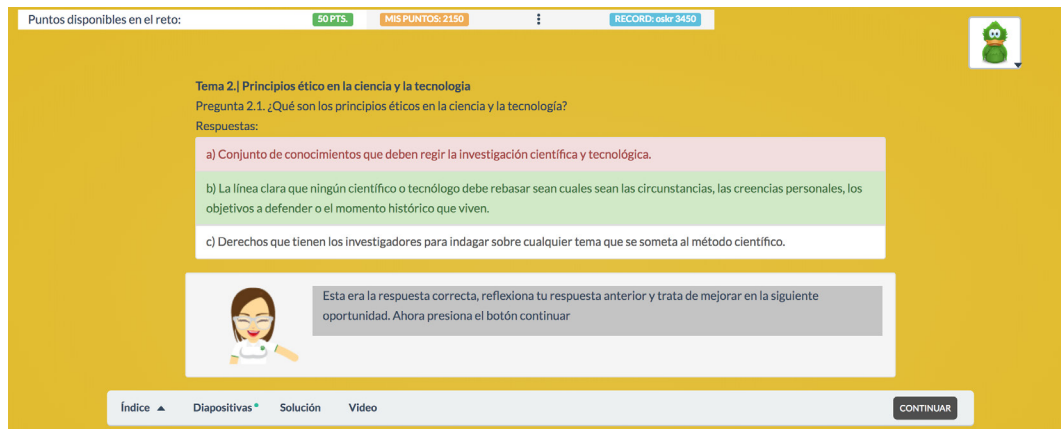 Puntos disponibles en el reto: 50 PTS. MIS PUNTOS: 2150 RECORD: oskr 3450
Tema 2.| Principios ético en la ciencia y la tecnologia
Pregunta 2.1. ¿Qué son los principios éticos en la ciencia y la tecnología?
Respuestas:
a) Conjunto de conocimientos que deben regir la investigación científica y tecnológica.
b) La línea clara que ningún científico o tecnólogo debe rebasar sean cuales sean las circunstancias, las creencias personales, los
objetivos a defender o el momento histórico que viven.
c) Derechos que tienen los investigadores para indagar sobre cualquier tema que se someta al método científico.
Esta era la respuesta correcta, reflexiona tu respuesta anterior y trata de mejorar en la siguiente
oportunidad. Ahora presiona el botón continuar
Índice Diapositivas Solución Video CONTINUAR